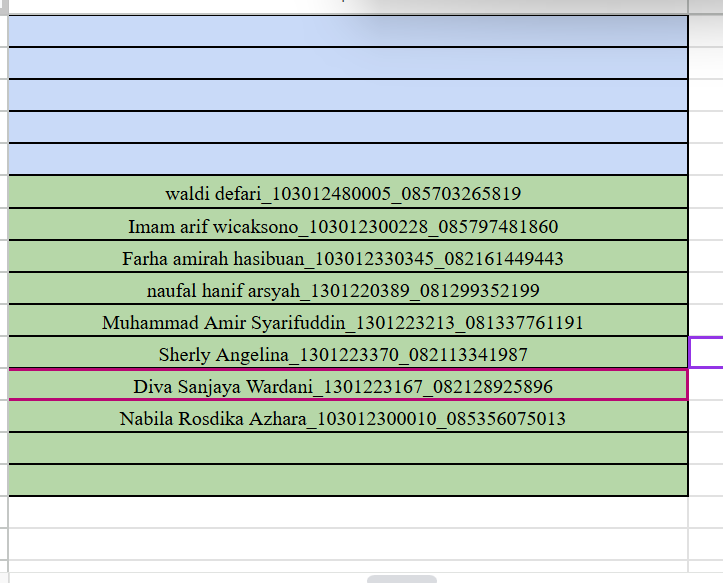 waldi defari_103012480005_085703265819
Imam arif wicaksono_103012300228_085797481860
Farha amirah hasibuan_103012330345_082161449443
naufal hanif arsyah_1301220389_081299352199
Muhammad Amir Syarifuddin_1301223213_081337761191
Sherly Angelina_1301223370_082113341987
Diva Sanjaya Wardani_1301223167_082128925896
Nabila Rosdika Azhara_103012300010_085356075013